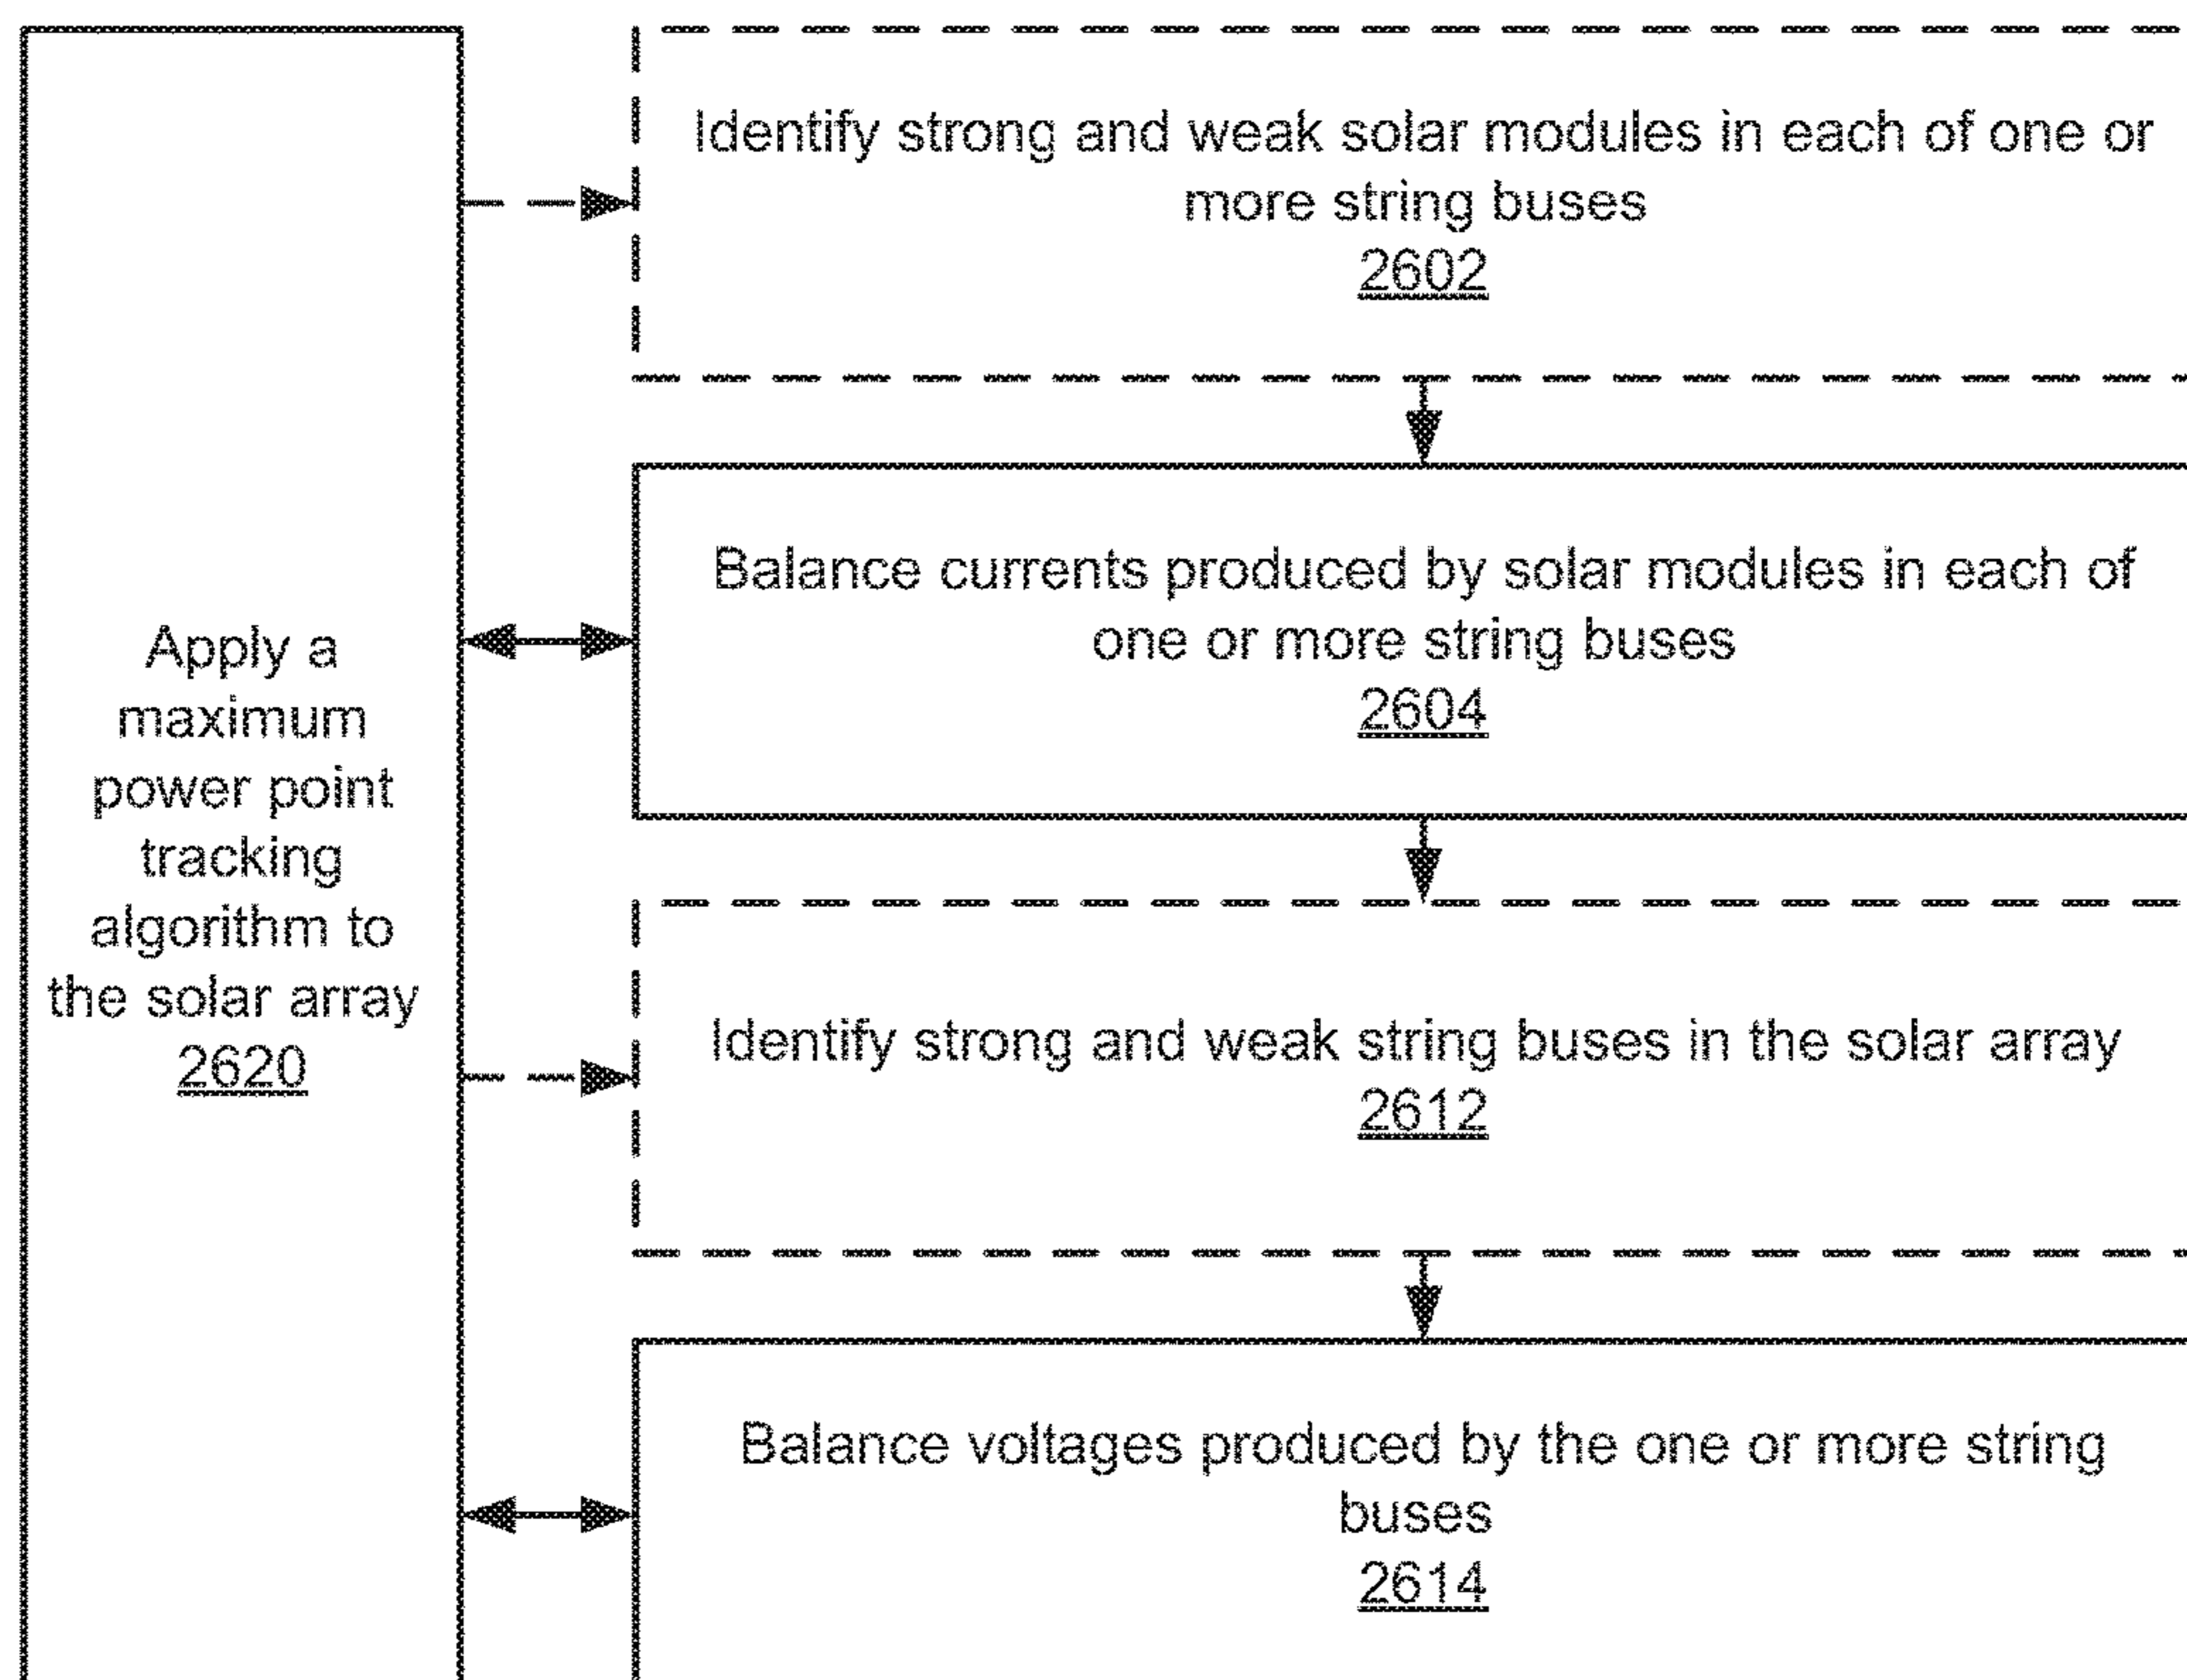 Apply a
maximum
power point
tracking
algorithm to
the solar array
2620
Identify strong and weak solar modules in each of one or
more string buses
2602
Balance currents produced by solar modules in each of
one or more string buses
2604
Identify strong and weak string buses in the solar array
2612
Balance voltages produced by the one or more string
buses
2614